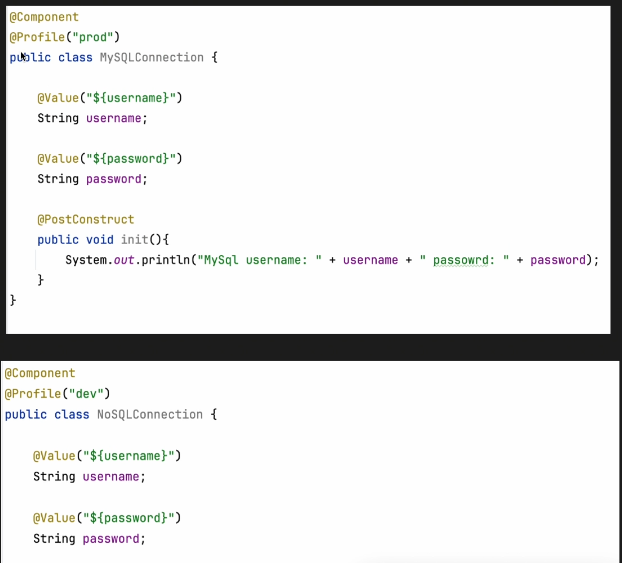 @Component
@Profile("prod")
public class MySQLConnection {
@Value("${username}")
String username;
@Value("${password}")
String password;
@PostConstruct
public void init(){
System.out.println("MySql username: " + username + " passowrd: " + password);
}
}
@Component
@Profile("dev")
public class NoSQLConnection {
@Value("${username}")
String username;
@Value("${password}")
String password;